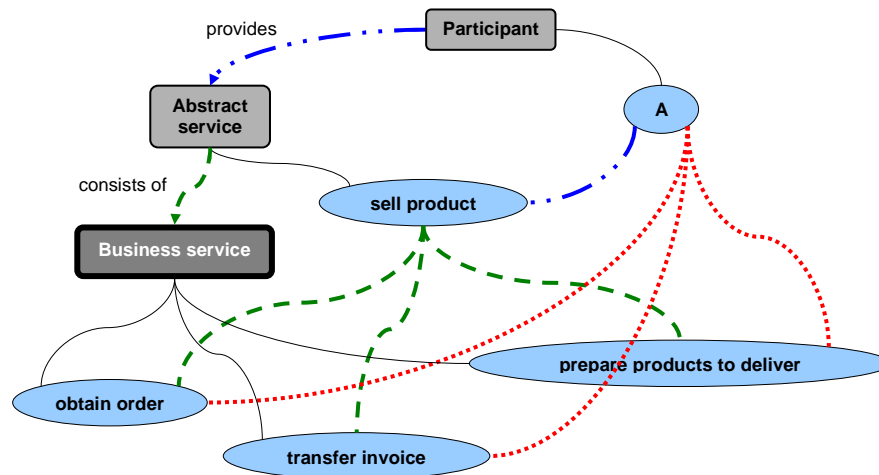 provides
Participant
Abstract
service
A
consists of
sell product
Business service
prepare products to deliver
obtain order
transfer invoice